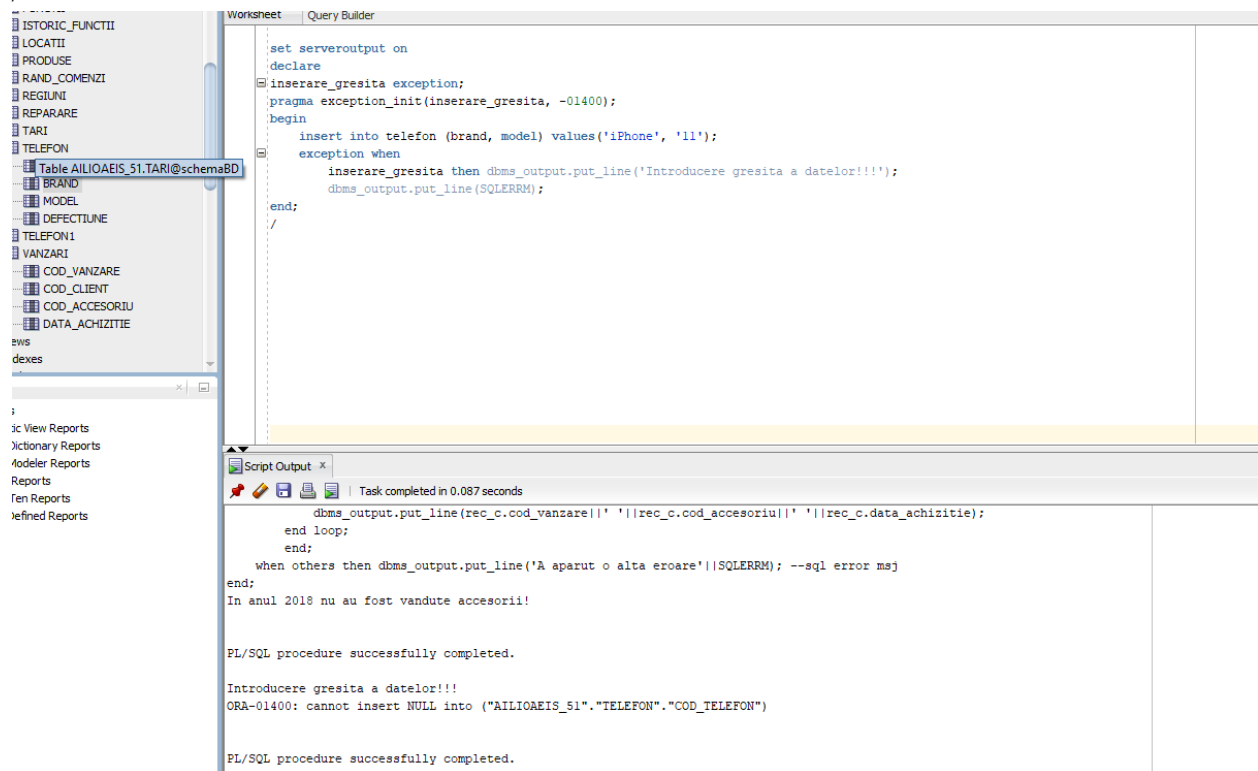 ISTORIC_FUNCTII
LOCATII
PRODUSE
RAND_COMENZI
REGIUNI
REPARARE
TARI
TELEFON
Table AILIOAEIS_51.TARI@schemaBD
BRAND
MODEL
DEFECTIUNE
TELEFON1
VANZARI
COD_VANZARE
COD_CLIENT
COD_ACCESORIU
DATA_ACHIZITIE
ews
dexes
s
ic View Reports
Dictionary Reports
Modeler Reports
Reports
Ten Reports
Defined Reports
Worksheet Query Builder
set serveroutput on
declare
inserare_gresita exception;
pragma exception_init(inserare_gresita, -01400);
begin
insert into telefon (brand, model) values('iPhone', '11');
exception when
inserare_gresita then dbms_output.put_line('Introducere gresita a datelor!!!');
dbms_output.put_line(SQLERRM);
end;
/
Script Output x
Task completed in 0.087 seconds
dbms_output.put_line(rec_c.cod_vanzare||' '||rec_c.cod_accesoriu||' '||rec_c.data_achizitie);
end loop;
end;
when others then dbms_output.put_line('A aparut o alta eroare'||SQLERRM); --sql error msj
end;
In anul 2018 nu au fost vandute accesorii!
PL/SQL procedure successfully completed.
Introducere gresita a datelor!!!
ORA-01400: cannot insert NULL into ("AILIOAEIS_51"."TELEFON"."COD_TELEFON")
PL/SQL procedure successfully completed.